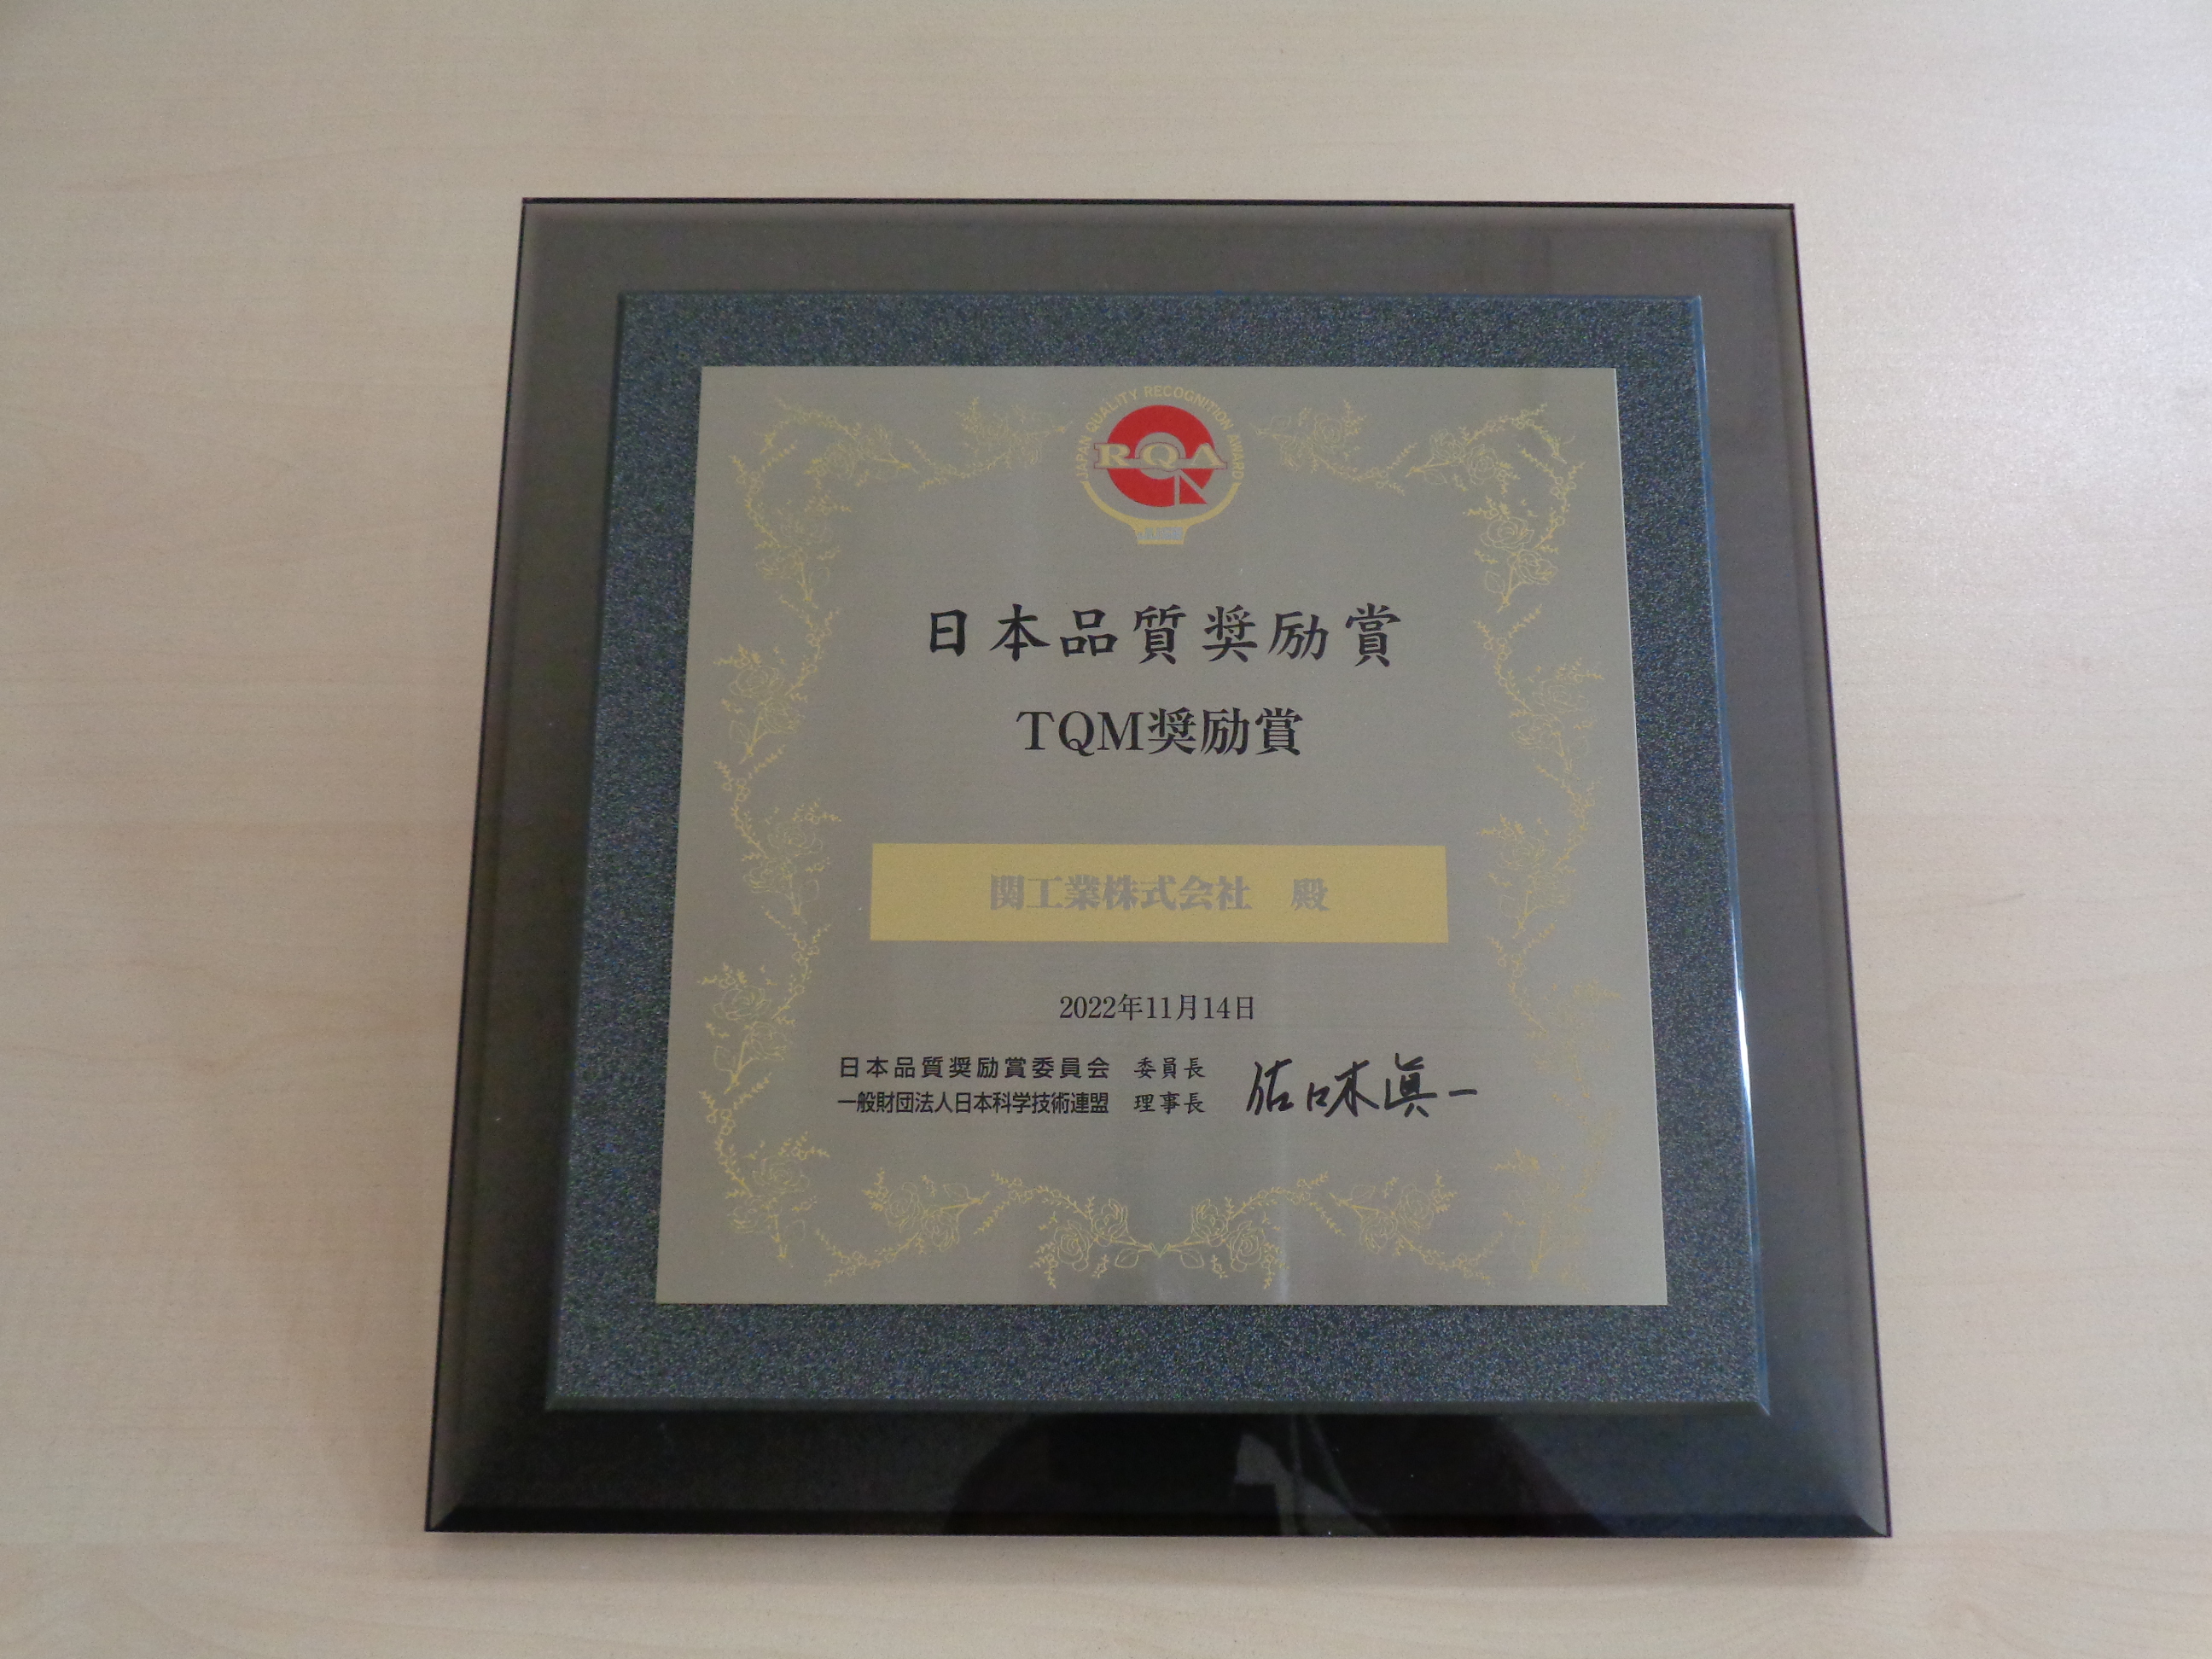 JAPAN QUALITY RECOGNITION AWARD
RQA
日本品質奨励賞
TQM奨励賞
関工業株式会社 殿
2022年11月14日
日本品質奨励賞委員会 委員長
一般財団法人日本科学技術連盟 理事長
佐々木眞一